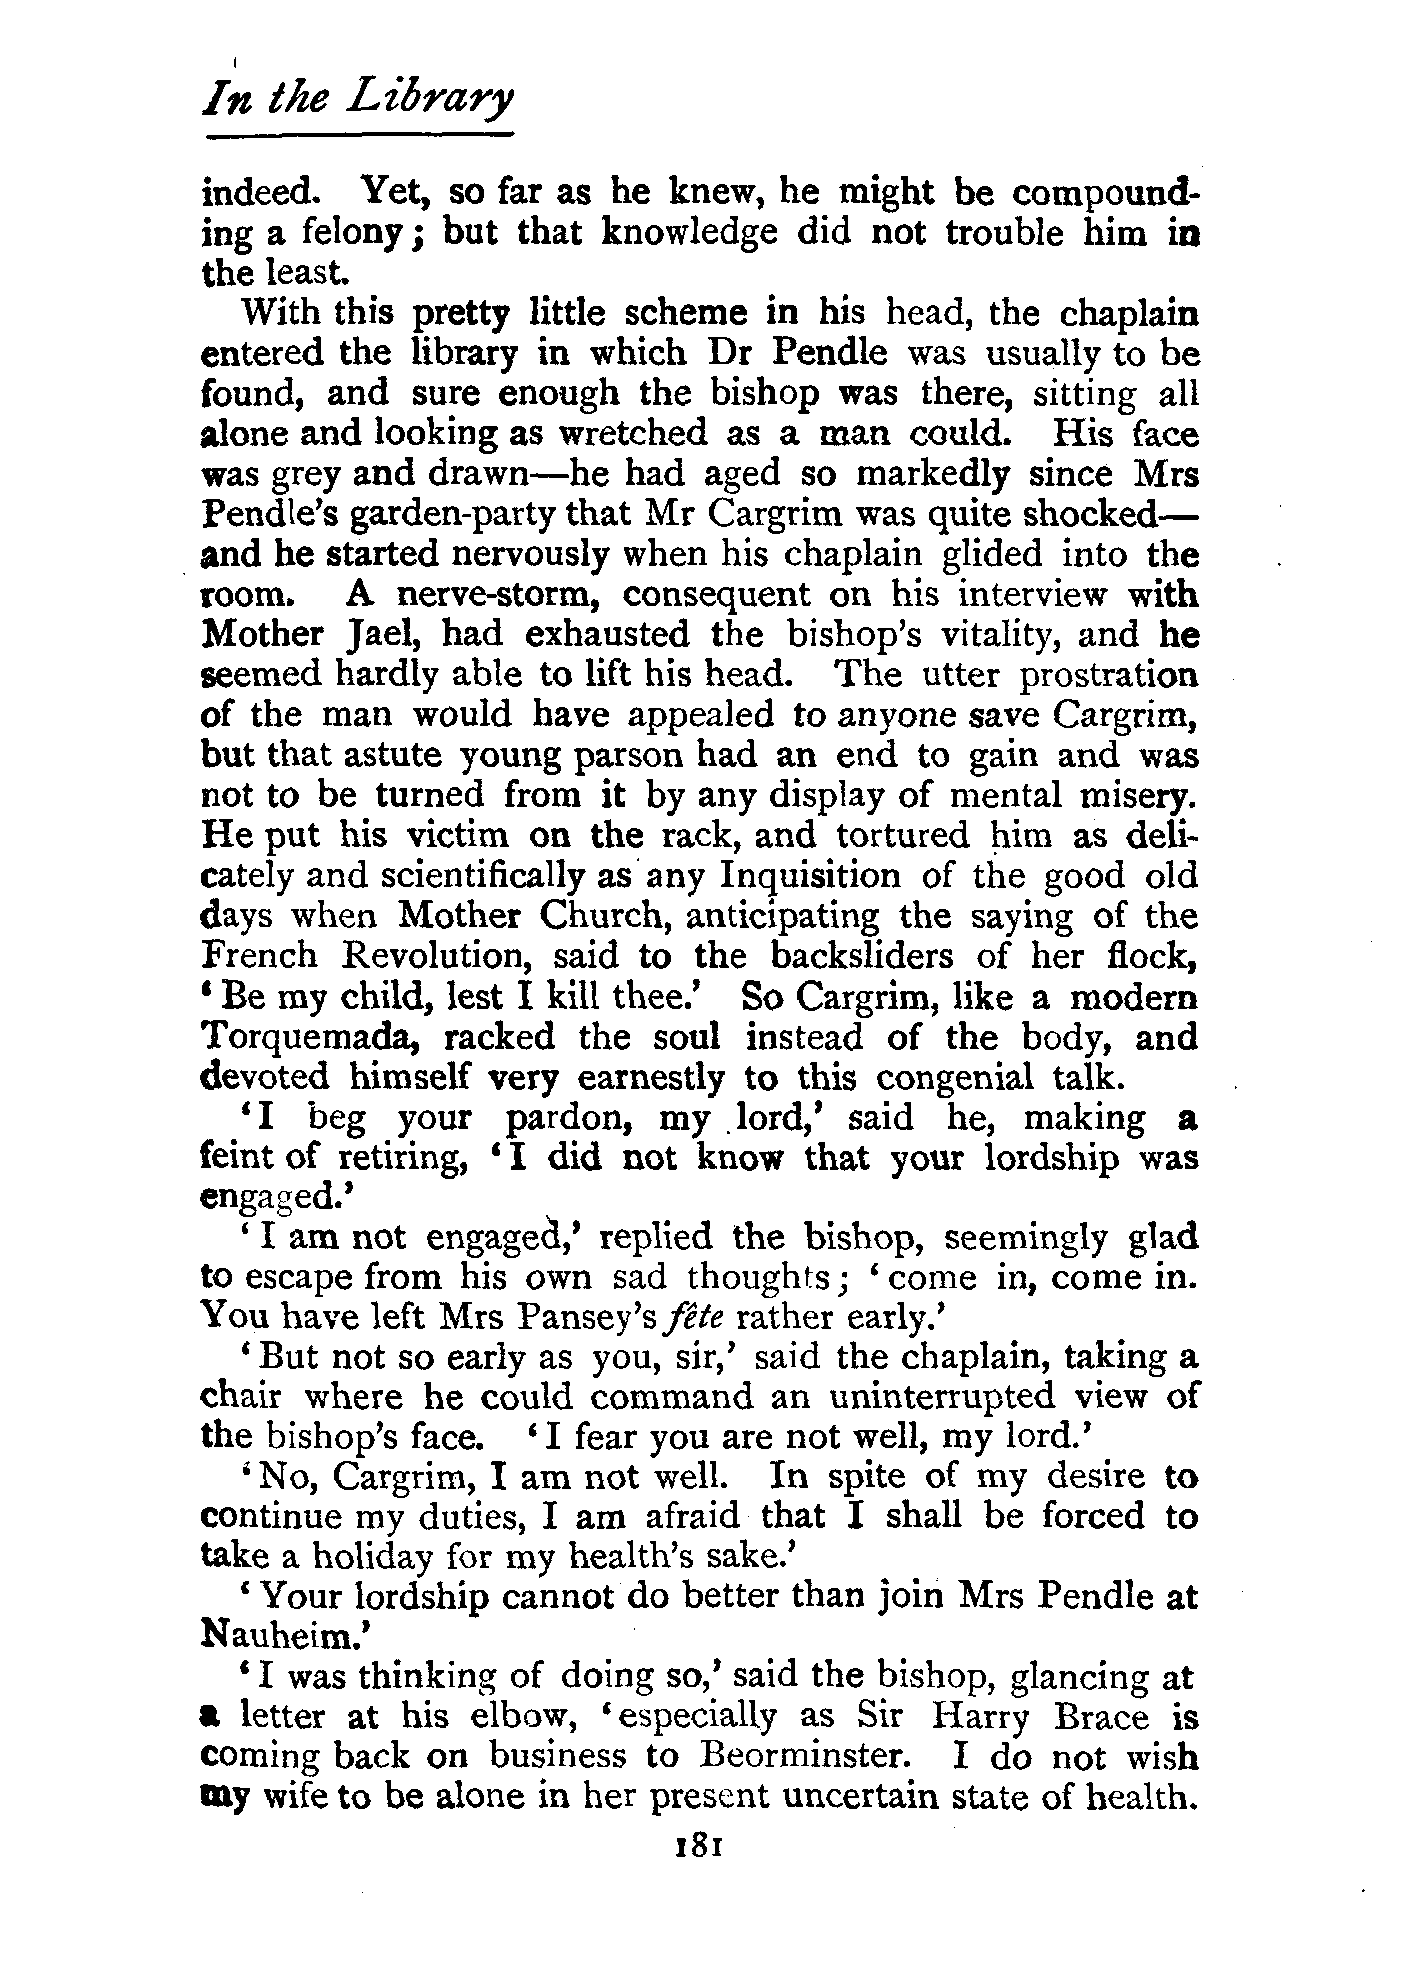 In the Library
indeed. Yet, so far as he knew, he might be compound-
ing a felony; but that knowledge did not trouble him in
the least.
With this pretty little scheme in his head, the chaplain
entered the library in which Dr Pendle was usually to be
found, and sure enough the bishop was there, sitting all
alone and looking as wretched as a man could. His face
was grey and drawn—he had aged so markedly since Mrs
Pendle's garden-party that Mr Cargrim was quite shocked—
and he started nervously when his chaplain glided into the
room. A nerve-storm, consequent on his interview with
Mother Jael, had exhausted the bishop's vitality, and he
seemed hardly able to lift his head. The utter prostration
of the man would have appealed to anyone save Cargrim,
but that astute young parson had an end to gain and was
not to be turned from it by any display of mental misery.
He put his victim on the rack, and tortured him as deli-
cately and scientifically as any Inquisition of the good old
days when Mother Church, anticipating the saying of the
French Revolution, said to the backsliders of her flock,
'Be my child, lest I kill thee.' So Cargrim, like a modern
Torquemada, racked the soul instead of the body, and
devoted himself very earnestly to this congenial talk.
'I beg your pardon, my lord,' said he, making a
feint of retiring, 'I did not know that your lordship was
engaged.'
'I am not engaged,' replied the bishop, seemingly glad
to escape from his own sad thoughts; 'come in, come in.
You have left Mrs Pansey's fête rather early.'
'But not so early as you, sir,' said the chaplain, taking a
chair where he could command an uninterrupted view of
the bishop's face. 'I fear you are not well, my lord.'
'No, Cargrim, I am not well. In spite of my desire to
continue my duties, I am afraid that I shall be forced to
take a holiday for my health's sake.'
'Your lordship cannot do better than join Mrs Pendle at
Nauheim.'
'I was thinking of doing so,' said the bishop, glancing at
a letter at his elbow, 'especially as Sir Harry Brace is
coming back on business to Beorminster. I do not wish
my wife to be alone in her present uncertain state of health.
181